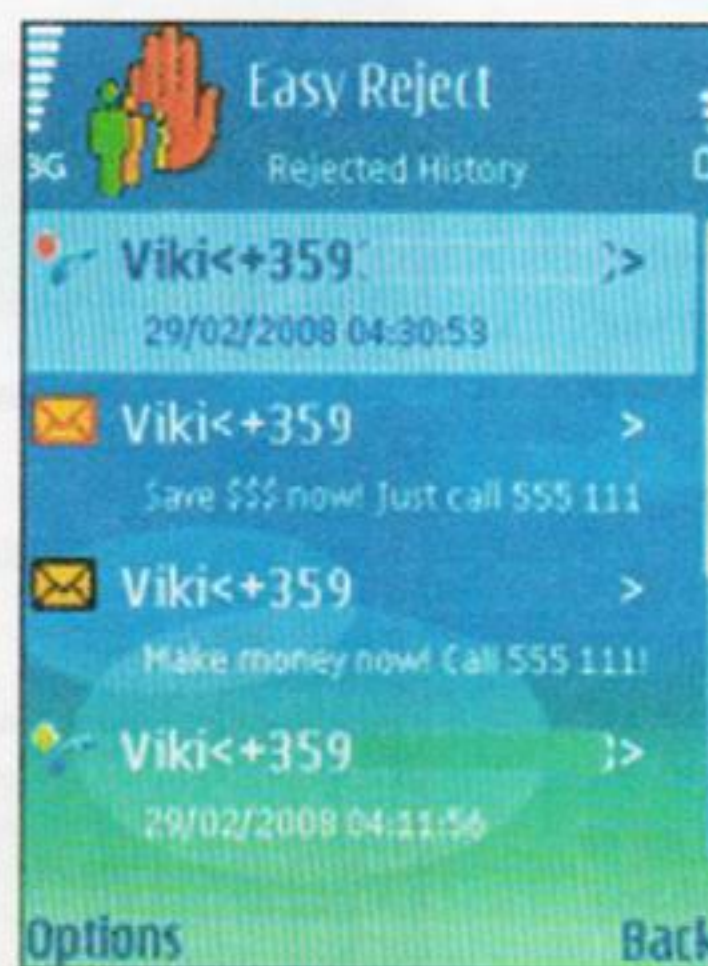 Easy Reject
3G
Rejected History
Viki<+359 >
29/02/2008 04:30:53
Viki<+359 >
Save $$$ now! Just call 555 111
Viki<+359 >
Make money now! Call 555 111!
Viki<+359 >
29/02/2008 04:11:56
Options Back